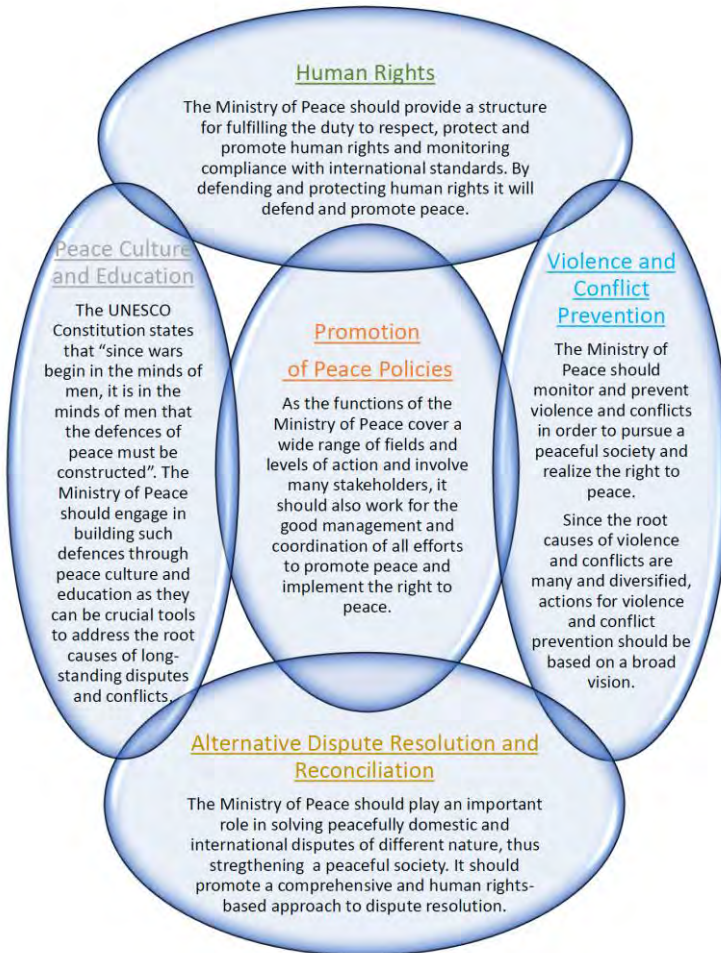 Human Rights
The Ministry of Peace should provide a structure
for fulfilling the duty to respect, protect and
promote human rights and monitoring
compliance with international standards. By
defending and protecting human rights it will
defend and promote peace.
Peace Culture
and Education
The UNESCO
Constitution states
that “since wars
begin in the minds of
men, it is in the
minds of men that
the defences of
peace must be
constructed”. The
Ministry of Peace
should engage in
building such
defences through
peace culture and
education as they
can be crucial tools
to address the root
causes of long-
standing disputes
and conflicts.
Promotion
of Peace Policies
As the functions of the
Ministry of Peace cover a
wide range of fields and
levels of action and involve
many stakeholders, it
should also work for the
good management and
coordination of all efforts
to promote peace and
implement the right to
peace.
Violence and
Conflict
Prevention
The Ministry of
Peace should
monitor and prevent
violence and conflicts
in order to pursue a
peaceful society and
realize the right to
peace.
Since the root
causes of violence
and conflicts are
many and diversified,
actions for violence
and conflict
prevention should be
based on a broad
vision.
Alternative Dispute Resolution and
Reconciliation
The Ministry of Peace should play an important
role in solving peacefully domestic and
international disputes of different nature, thus
stregthening a peaceful society. It should
promote a comprehensive and human rights-
based approach to dispute resolution.